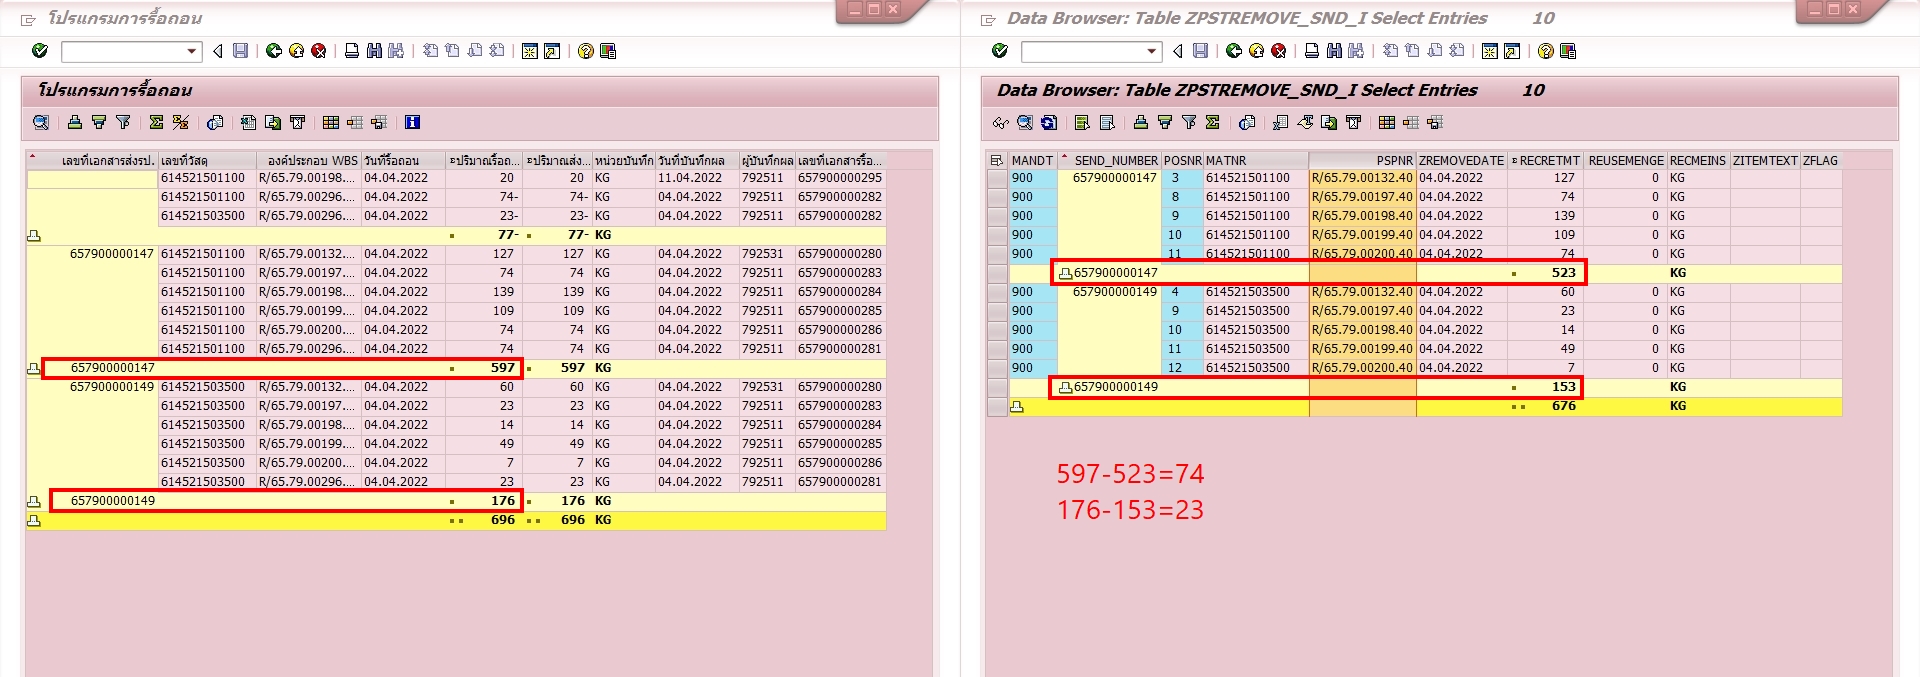 โปรแกรมการรื้อถอน
โปรแกรมการรื้อถอน
เลขที่เอกสารส่งรป. เลขที่วัสดุ องค์ประกอบ WBS วันที่รื้อถอน ปริมาณรื้อถ... ปริมาณส่ง... หน่วยบันทึก วันที่บันทึกผล ผู้บันทึกผล เลขที่เอกสารรื้อ...
614521501100 R/65.79.00198.... 04.04.2022 20 20 KG 11.04.2022 792511 657900000295
614521501100 R/65.79.00296.... 04.04.2022 74- 74- KG 04.04.2022 792511 657900000282
614521503500 R/65.79.00296.... 04.04.2022 23- 23- KG 04.04.2022 792511 657900000282
77- 77- KG
657900000147 614521501100 R/65.79.00132.... 04.04.2022 127 127 KG 04.04.2022 792531 657900000280
614521501100 R/65.79.00197.... 04.04.2022 74 74 KG 04.04.2022 792511 657900000283
614521501100 R/65.79.00198.... 04.04.2022 139 139 KG 04.04.2022 792511 657900000284
614521501100 R/65.79.00199.... 04.04.2022 109 109 KG 04.04.2022 792511 657900000285
614521501100 R/65.79.00200.... 04.04.2022 74 74 KG 04.04.2022 792511 657900000286
614521501100 R/65.79.00296.... 04.04.2022 74 74 KG 04.04.2022 792511 657900000281
657900000147 597 597 KG
657900000149 614521503500 R/65.79.00132.... 04.04.2022 60 60 KG 04.04.2022 792531 657900000280
614521503500 R/65.79.00197.... 04.04.2022 23 23 KG 04.04.2022 792511 657900000283
614521503500 R/65.79.00198.... 04.04.2022 14 14 KG 04.04.2022 792511 657900000284
614521503500 R/65.79.00199.... 04.04.2022 49 49 KG 04.04.2022 792511 657900000285
614521503500 R/65.79.00200.... 04.04.2022 7 7 KG 04.04.2022 792511 657900000286
614521503500 R/65.79.00296.... 04.04.2022 23 23 KG 04.04.2022 792511 657900000281
657900000149 176 176 KG
696 696 KG
Data Browser: Table ZPSTREMOVE_SND_I Select Entries 10
Data Browser: Table ZPSTREMOVE_SND_I Select Entries 10
MANDT SEND_NUMBER POSNR MATNR PSPNR ZREMOVEDATE RECRETMT REUSEMENGE RECMEINS ZITEMTEXT ZFLAG
900 657900000147 3 614521501100 R/65.79.00132.40 04.04.2022 127 0 KG
900 8 614521501100 R/65.79.00197.40 04.04.2022 74 0 KG
900 9 614521501100 R/65.79.00198.40 04.04.2022 139 0 KG
900 10 614521501100 R/65.79.00199.40 04.04.2022 109 0 KG
900 11 614521501100 R/65.79.00200.40 04.04.2022 74 0 KG
657900000147 523 KG
900 657900000149 4 614521503500 R/65.79.00132.40 04.04.2022 60 0 KG
900 9 614521503500 R/65.79.00197.40 04.04.2022 23 0 KG
900 10 614521503500 R/65.79.00198.40 04.04.2022 14 0 KG
900 11 614521503500 R/65.79.00199.40 04.04.2022 49 0 KG
900 12 614521503500 R/65.79.00200.40 04.04.2022 7 0 KG
657900000149 153 KG
676 KG
597-523=74
176-153=23